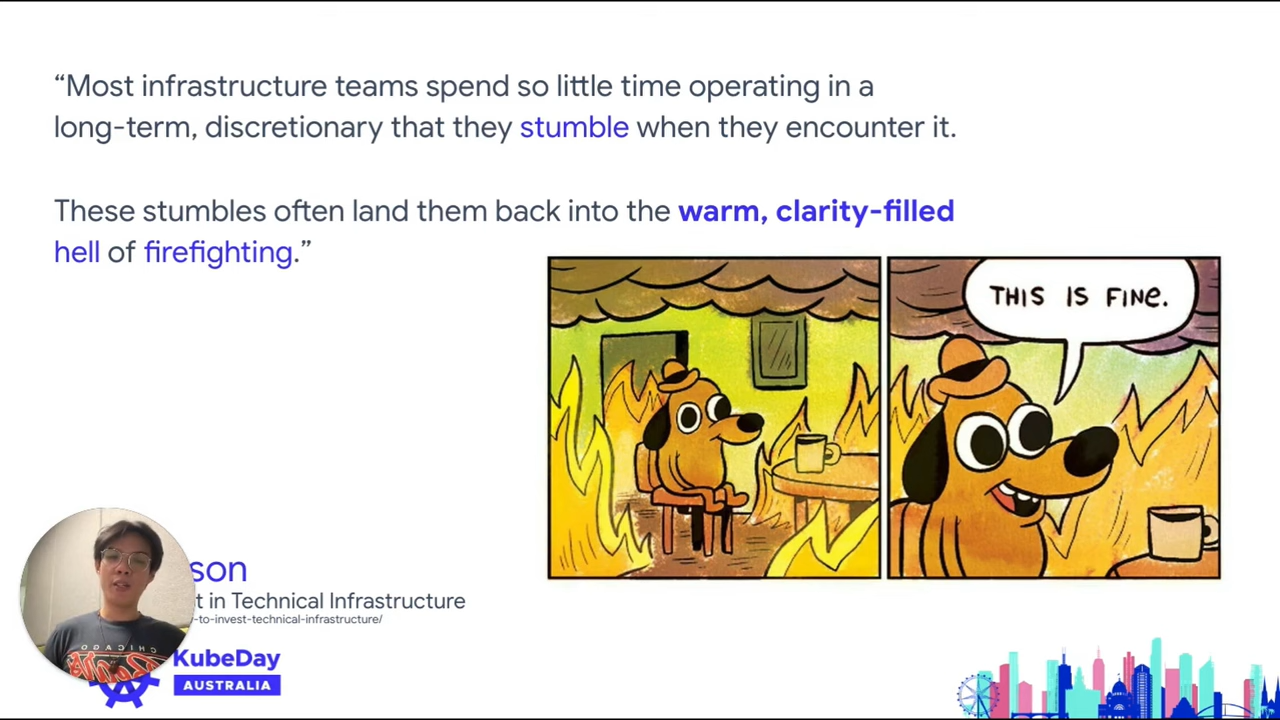 “Most infrastructure teams spend so little time operating in a
long-term, discretionary that they stumble when they encounter it.
These stumbles often land them back into the warm, clarity-filled
hell of firefighting.”
THIS IS FINE.
son
t in Technical Infrastructure
-to-invest-technical-infrastructure/
CHICAGO
KubeDay
AUSTRALIA